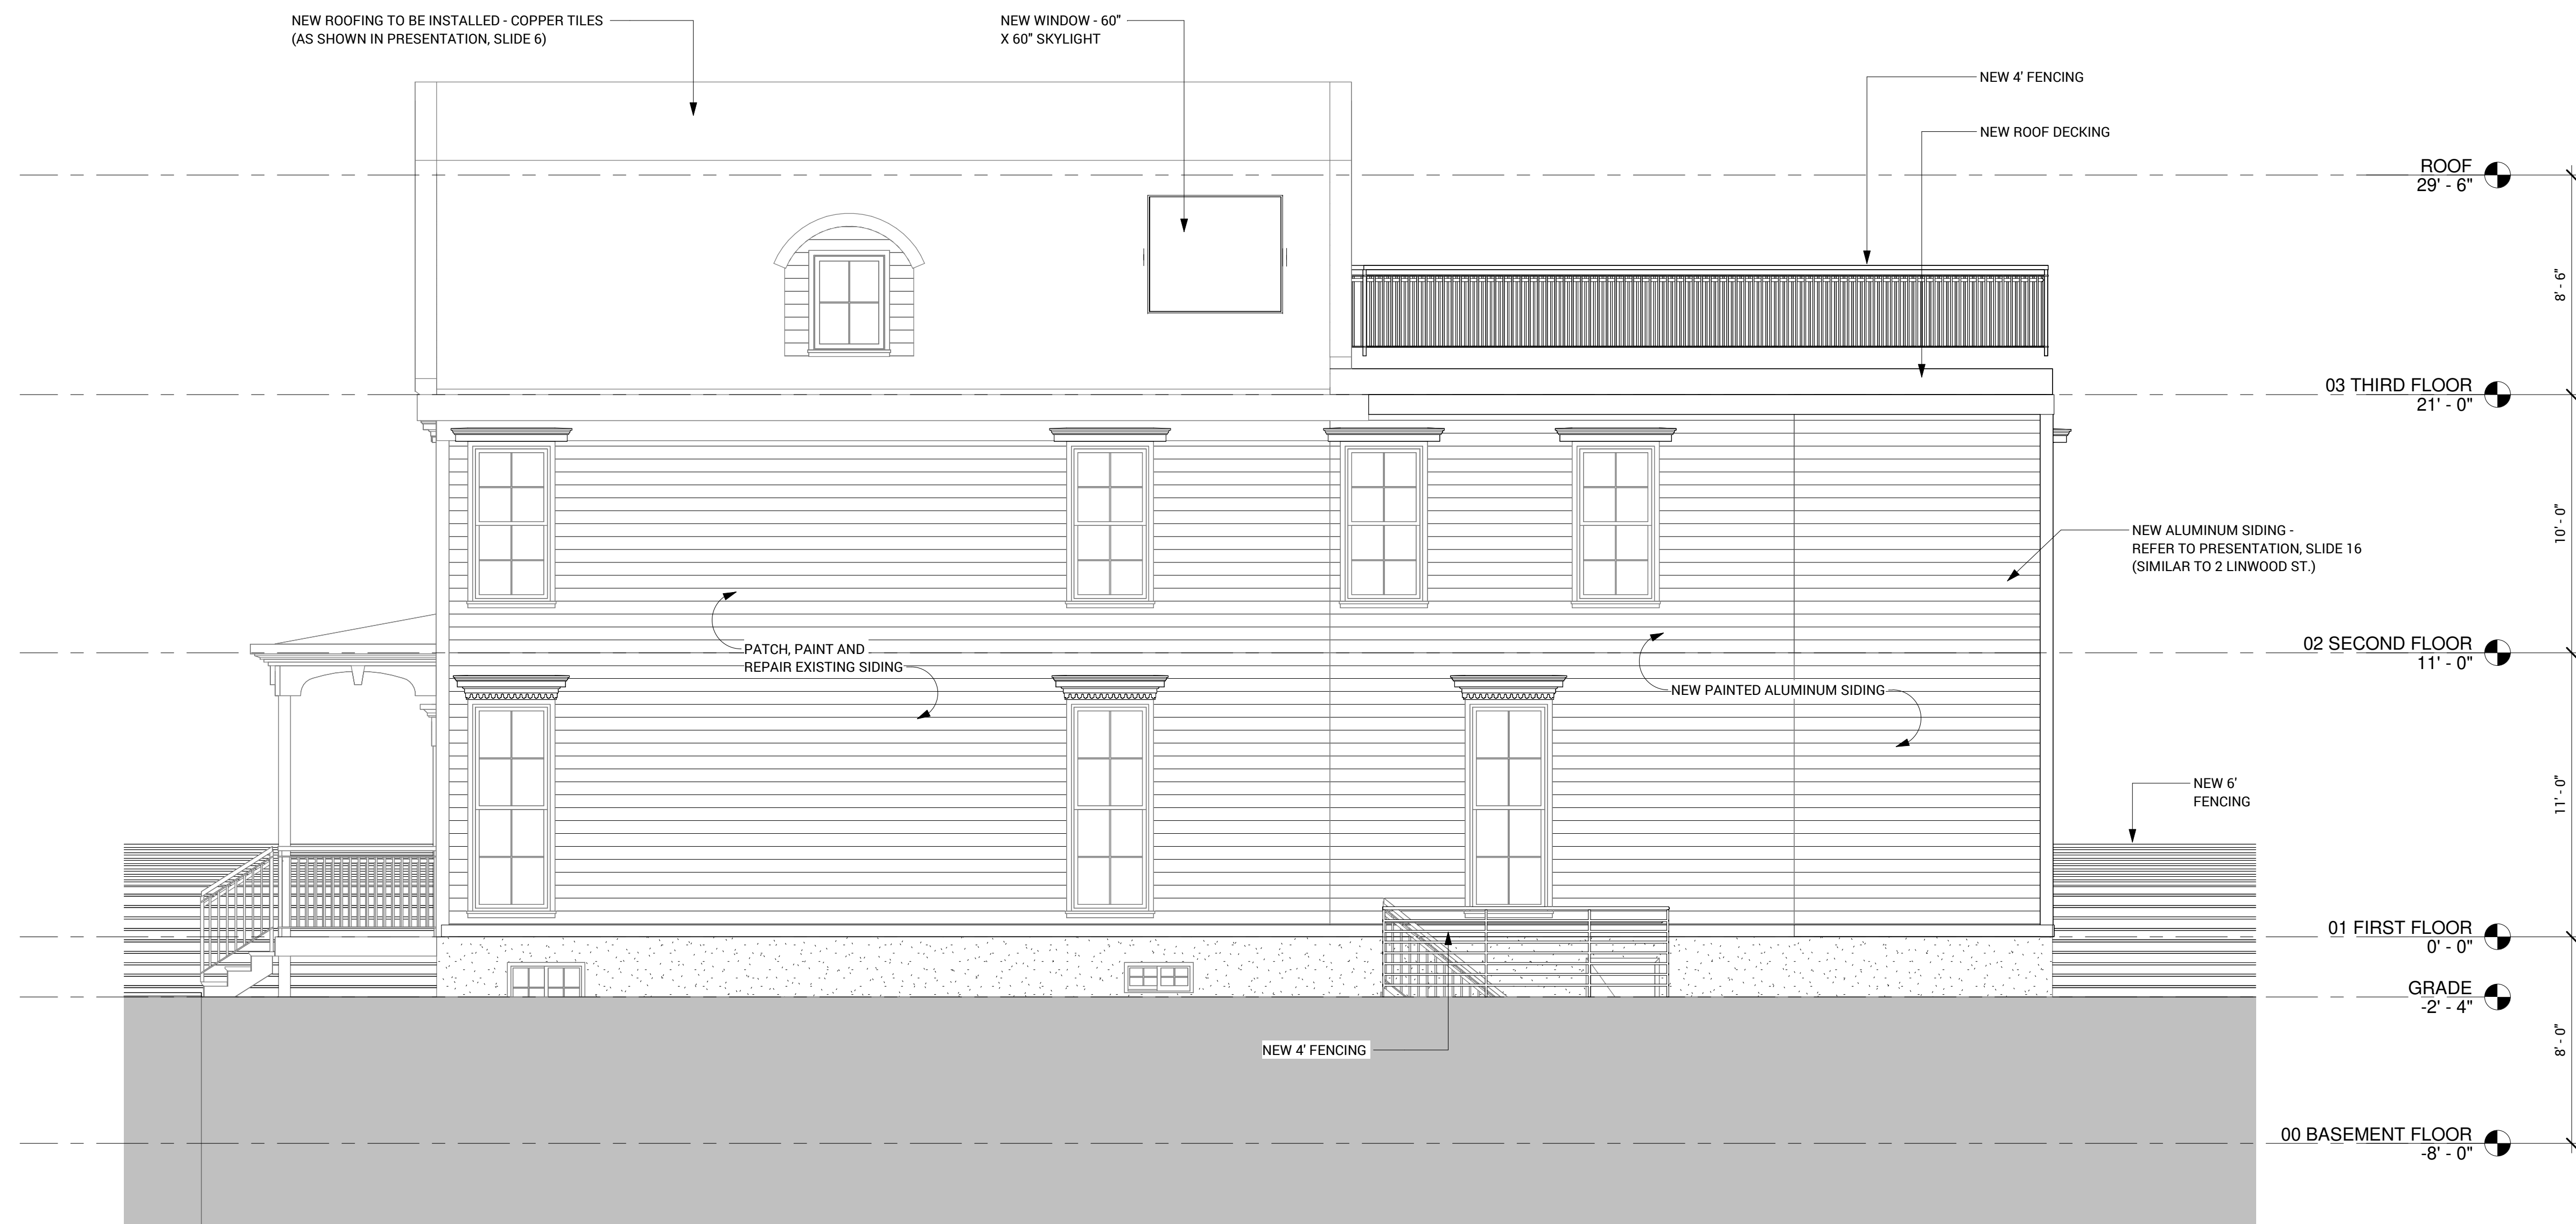 NEW ROOFING TO BE INSTALLED - COPPER TILES
(AS SHOWN IN PRESENTATION, SLIDE 6)
NEW WINDOW - 60"
X 60" SKYLIGHT
NEW 4' FENCING
NEW ROOF DECKING
ROOF
29' - 6"
8' - 6"
03 THIRD FLOOR
21' - 0"
10' - 0"
NEW ALUMINUM SIDING -
REFER TO PRESENTATION, SLIDE 16
(SIMILAR TO 2 LINWOOD ST.)
PATCH, PAINT AND
REPAIR EXISTING SIDING
02 SECOND FLOOR
11' - 0"
NEW PAINTED ALUMINUM SIDING
11' - 0"
NEW 6'
FENCING
01 FIRST FLOOR
0' - 0"
GRADE
-2' - 4"
8' - 0"
NEW 4' FENCING
00 BASEMENT FLOOR
-8' - 0"